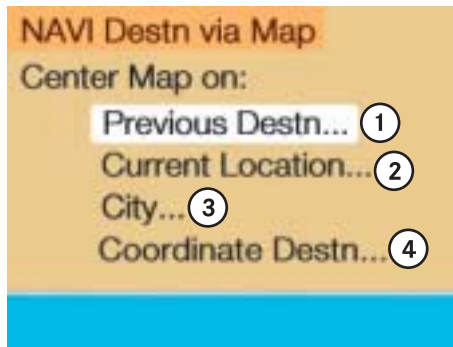 NAVI Destn via Map
Center Map on:
Previous Destn... 1
Current Location... 2
City... 3
Coordinate Destn... 4